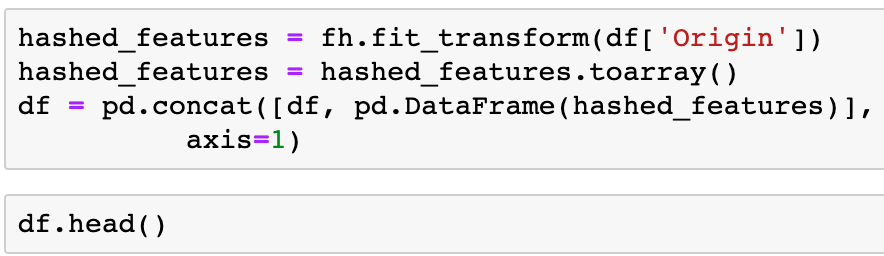 hashed_features = fh.fit_transform(df['Origin'])
hashed_features = hashed_features.toarray()
df = pd.concat([df, pd.DataFrame(hashed_features)],
          axis=1)
df.head()